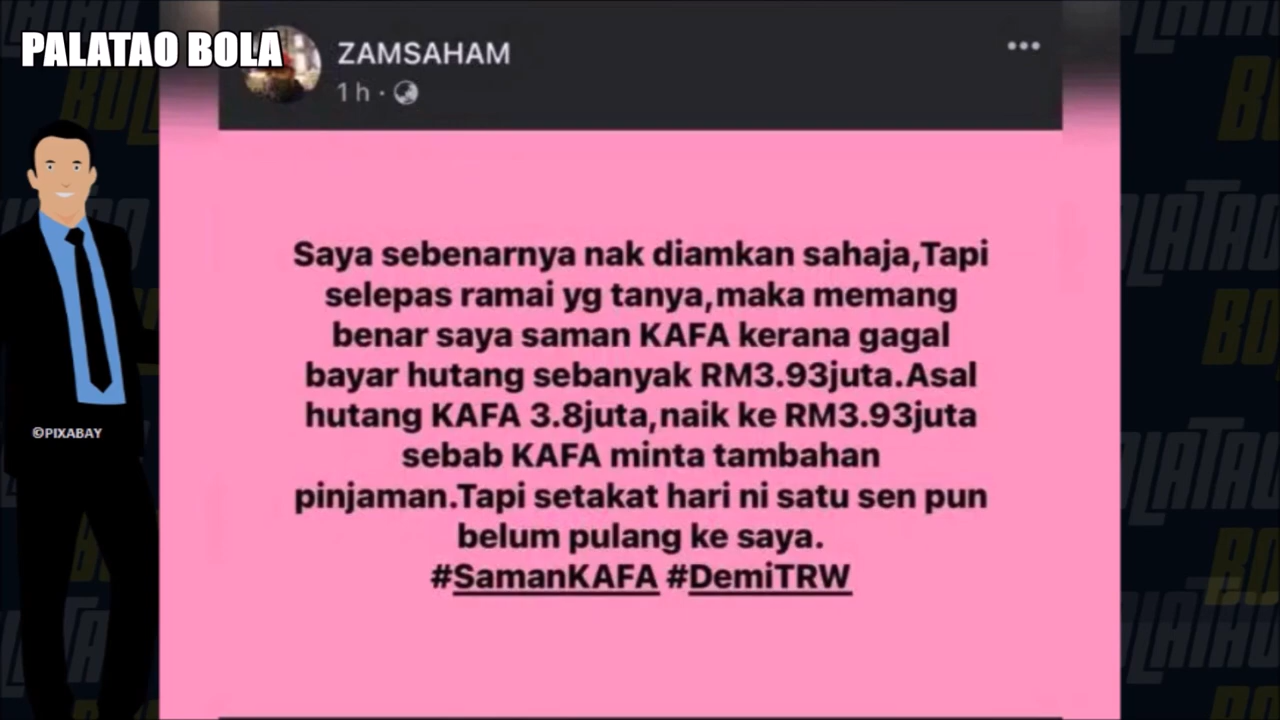 PALATAO BOLA
ZAMSAHAM
1 h ·
Saya sebenarnya nak diamkan sahaja,Tapi
selepas ramai yg tanya,maka memang
benar saya saman KAFA kerana gagal
bayar hutang sebanyak RM3.93juta.Asal
hutang KAFA 3.8juta,naik ke RM3.93juta
sebab KAFA minta tambahan
pinjaman.Tapi setakat hari ni satu sen pun
belum pulang ke saya.
#SamanKAFA #DemiTRW
©PIXABAY